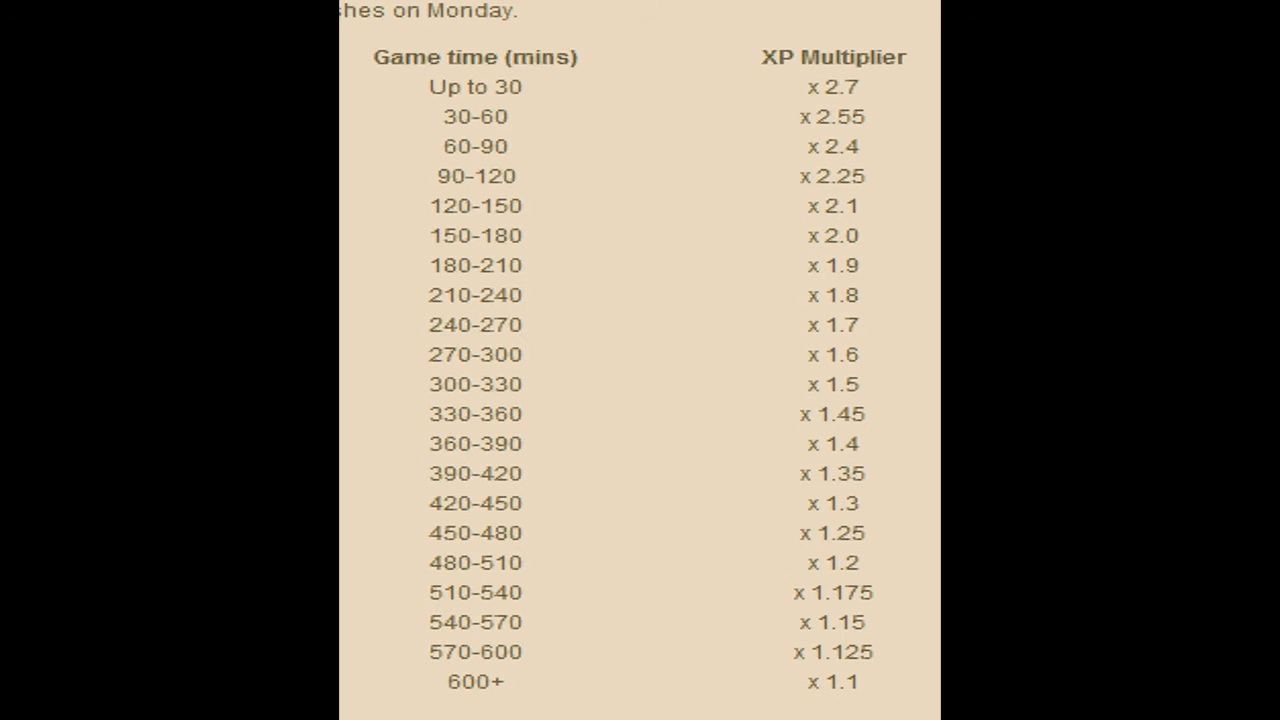 shes on Monday.
Game time (mins) XP Multiplier
Up to 30 x 2.7
30-60 x 2.55
60-90 x 2.4
90-120 x 2.25
120-150 x 2.1
150-180 x 2.0
180-210 x 1.9
210-240 x 1.8
240-270 x 1.7
270-300 x 1.6
300-330 x 1.5
330-360 x 1.45
360-390 x 1.4
390-420 x 1.35
420-450 x 1.3
450-480 x 1.25
480-510 x 1.2
510-540 x 1.175
540-570 x 1.15
570-600 x 1.125
600+ x 1.1